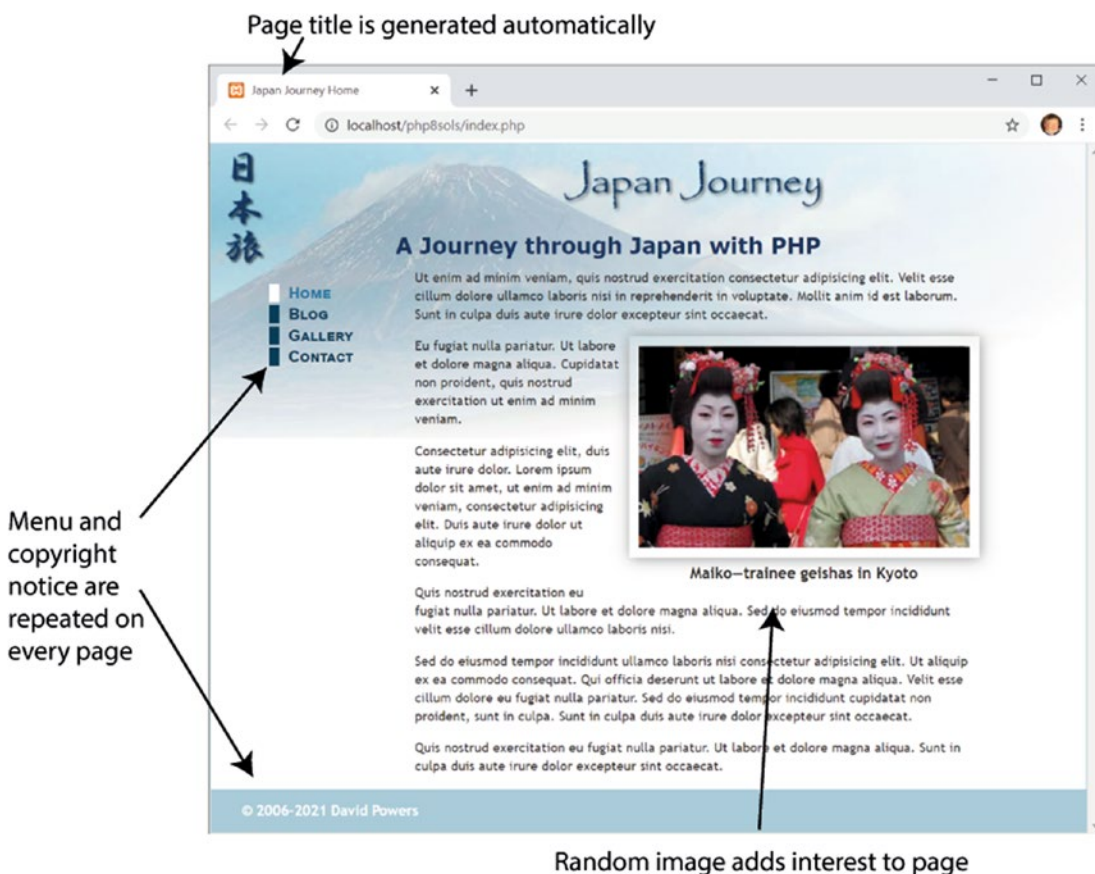 Page title is generated automatically
Japan Journey Home
localhost/php8sols/index.php
日
本
旅
Japan Journey
A Journey through Japan with PHP
HOME
BLOG
GALLERY
CONTACT
Ut enim ad minim veniam, quis nostrud exercitation consectetur adipisicing elit. Velit esse
cillum dolore ullamco laboris nisi in reprehenderit in voluptate. Mollit anim id est laborum.
Sunt in culpa duis aute irure dolor excepteur sint occaecat.
Eu fugiat nulla pariatur. Ut labore
et dolore magna aliqua. Cupidatat
non proident, quis nostrud
exercitation ut enim ad minim
veniam.
Consectetur adipisicing elit, duis
aute irure dolor. Lorem ipsum
dolor sit amet, ut enim ad minim
veniam, consectetur adipisicing
elit. Duis aute irure dolor ut
aliquip ex ea commodo
consequat.
Maiko—trainee geishas in Kyoto
Quis nostrud exercitation eu
fugiat nulla pariatur. Ut labore et dolore magna aliqua. Sed do eiusmod tempor incididunt
velit esse cillum dolore ullamco laboris nisi.
Sed do eiusmod tempor incididunt ullamco laboris nisi consectetur adipisicing elit. Ut aliquip
ex ea commodo consequat. Qui officia deserunt ut labore et dolore magna aliqua. Velit esse
cillum dolore eu fugiat nulla pariatur. Sed do eiusmod tempor incididunt cupidatat non
proident, sunt in culpa. Sunt in culpa duis aute irure dolor excepteur sint occaecat.
Quis nostrud exercitation eu fugiat nulla pariatur. Ut labore et dolore magna aliqua. Sunt in
culpa duis aute irure dolor excepteur sint occaecat.
Menu and
copyright
notice are
repeated on
every page
© 2006-2021 David Powers
Random image adds interest to page